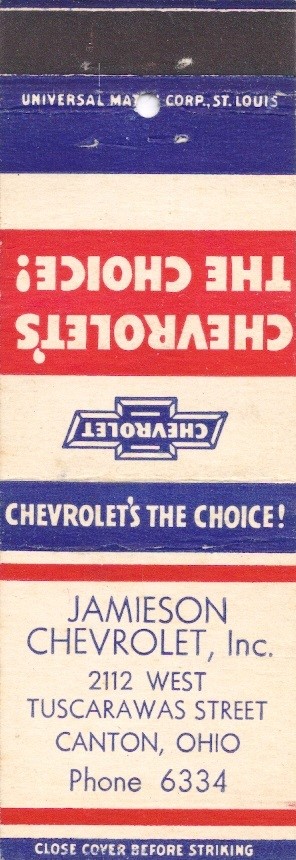 UNIVERSAL MATCH CORP., ST. LOUIS
CHEVROLET'S
THE CHOICE!
CHEVROLET
CHEVROLET'S THE CHOICE!
JAMIESON
CHEVROLET, Inc.
2112 WEST
TUSCARAWAS STREET
CANTON, OHIO
Phone 6334
CLOSE COVER BEFORE STRIKING